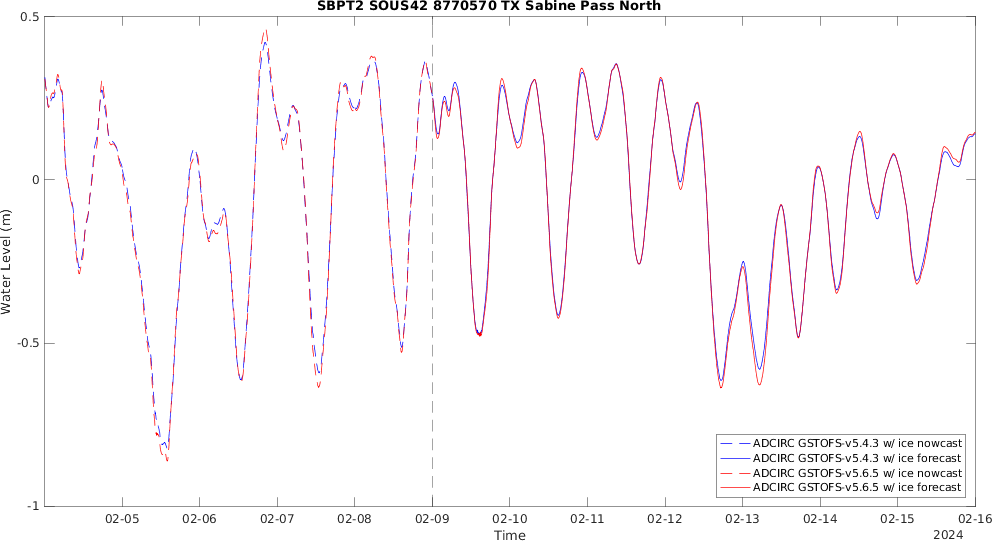 SBPT2 SOUS42 8770570 TX Sabine Pass North
0.5
0
-0.5
-1
Water Level (m)
02-05
02-06
02-07
02-08
02-09
02-10
02-11
02-12
02-13
02-14
02-15
02-16
Time
2024
ADCIRC GSTOFS-v5.4.3 w/ ice nowcast
ADCIRC GSTOFS-v5.4.3 w/ ice forecast
ADCIRC GSTOFS-v5.6.5 w/ ice nowcast
ADCIRC GSTOFS-v5.6.5 w/ ice forecast